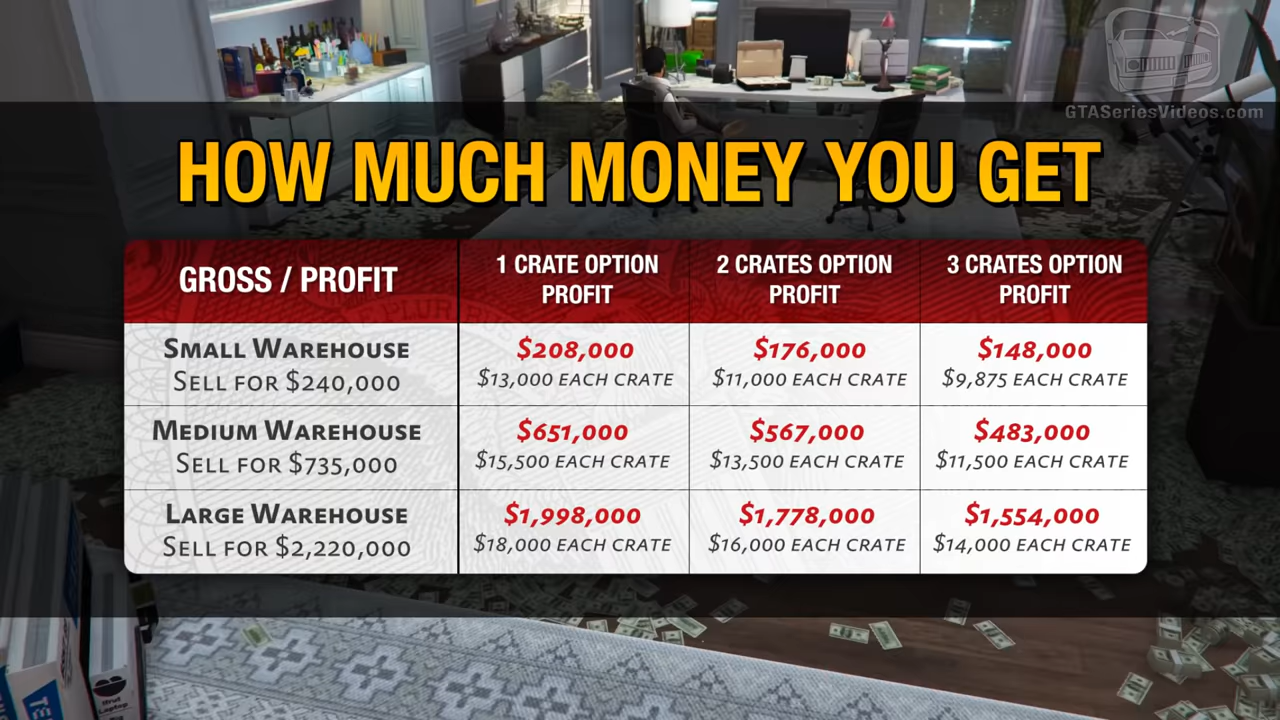 GTASeriesVideos.com
HOW MUCH MONEY YOU GET
GROSS / PROFIT
1 CRATE OPTION
PROFIT
2 CRATES OPTION
PROFIT
3 CRATES OPTION
PROFIT
SMALL WAREHOUSE
SELL FOR $240,000
$208,000
$13,000 EACH CRATE
$176,000
$11,000 EACH CRATE
$148,000
$9,875 EACH CRATE
MEDIUM WAREHOUSE
SELL FOR $735,000
$651,000
$15,500 EACH CRATE
$567,000
$13,500 EACH CRATE
$483,000
$11,500 EACH CRATE
LARGE WAREHOUSE
SELL FOR $2,220,000
$1,998,000
$18,000 EACH CRATE
$1,778,000
$16,000 EACH CRATE
$1,554,000
$14,000 EACH CRATE